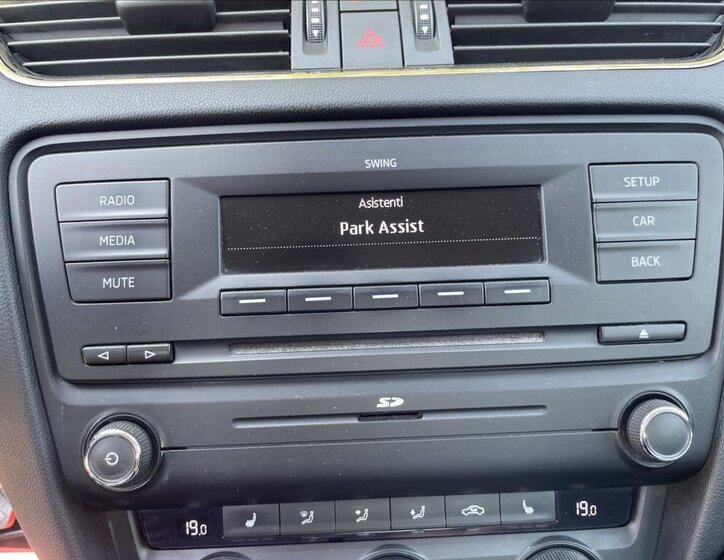 SWING
RADIO
MEDIA
MUTE
Asistenti
Park Assist
SETUP
CAR
BACK
SD
19.0
19.0